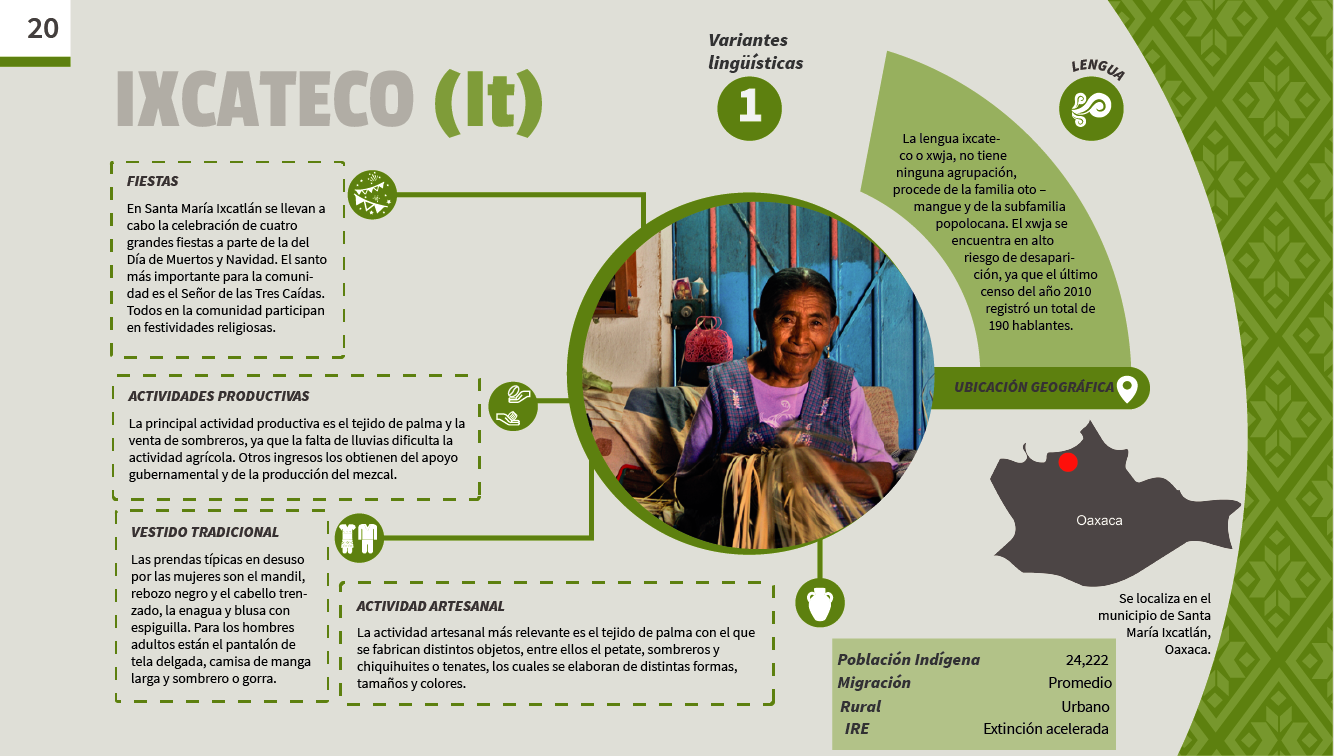 20
IXCATECO (It)
Variantes
lingüísticas
1
LENGUA
La lengua ixcate-
co o xwja, no tiene
ninguna agrupación,
procede de la familia oto –
mangue y de la subfamilia
popolocana. El xwja se
encuentra en alto
riesgo de desapari-
ción, ya que el último
censo del año 2010
registró un total de
190 hablantes.
FIESTAS
En Santa María Ixcatlán se llevan a
cabo la celebración de cuatro
grandes fiestas a parte de la del
Día de Muertos y Navidad. El santo
más importante para la comuni-
dad es el Señor de las Tres Caídas.
Todos en la comunidad participan
en festividades religiosas.
ACTIVIDADES PRODUCTIVAS
La principal actividad productiva es el tejido de palma y la
venta de sombreros, ya que la falta de lluvias dificulta la
actividad agrícola. Otros ingresos los obtienen del apoyo
gubernamental y de la producción del mezcal.
VESTIDO TRADICIONAL
Las prendas típicas en desuso
por las mujeres son el mandil,
rebozo negro y el cabello tren-
zado, la enagua y blusa con
espiguilla. Para los hombres
adultos están el pantalón de
tela delgada, camisa de manga
larga y sombrero o gorra.
ACTIVIDAD ARTESANAL
La actividad artesanal más relevante es el tejido de palma con el que
se fabrican distintos objetos, entre ellos el petate, sombreros y
chiquihuites o tenates, los cuales se elaboran de distintas formas,
tamaños y colores.
UBICACIÓN GEOGRÁFICA
Oaxaca
Se localiza en el
municipio de Santa
María Ixcatlán,
Oaxaca.
Población Indígena 24,222
Migración Promedio
Rural Urbano
IRE Extinción acelerada